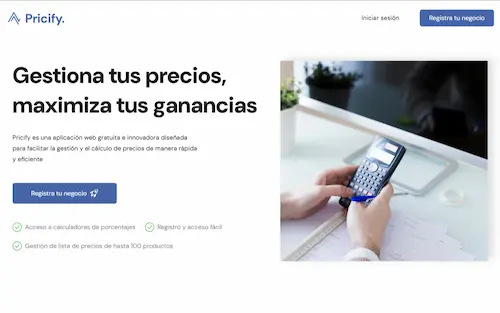 Pricify.
Iniciar sesión
Registra tu negocio
Gestiona tus precios,
maximiza tus ganancias
Pricify es una aplicación web gratuita e innovadora diseñada
para facilitar la gestión y el cálculo de precios de manera rápida
y eficiente
Registra tu negocio
Acceso a calculadores de porcentajes
Registro y acceso fácil
Gestión de lista de precios de hasta 100 productos